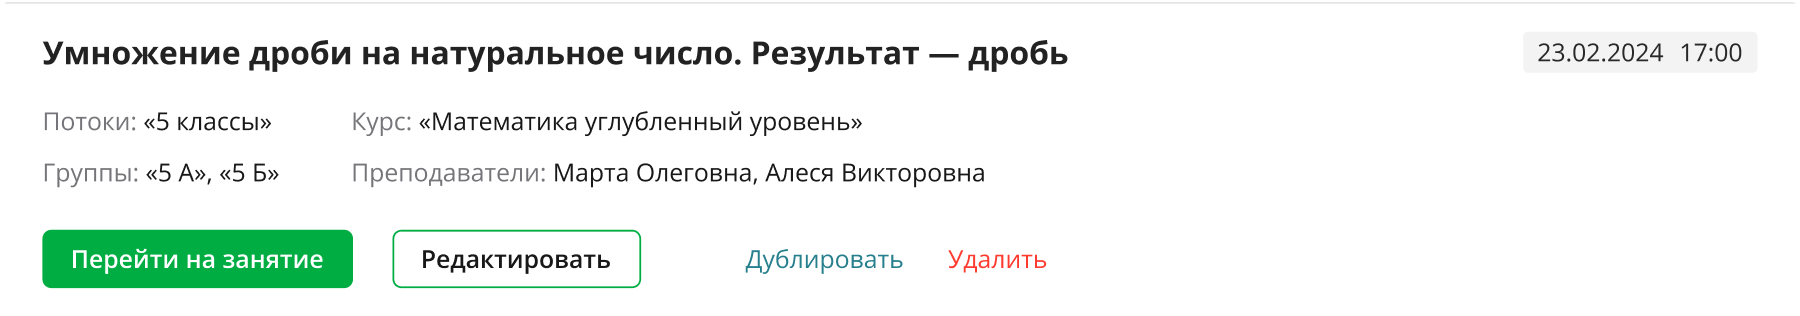 Умножение дроби на натуральное число. Результат — дробь
23.02.2024 17:00
Потоки: «5 классы»
Курс: «Математика углубленный уровень»
Группы: «5 А», «5 Б»
Преподаватели: Марта Олеговна, Алеся Викторовна
Перейти на занятие
Редактировать
Дублировать
Удалить